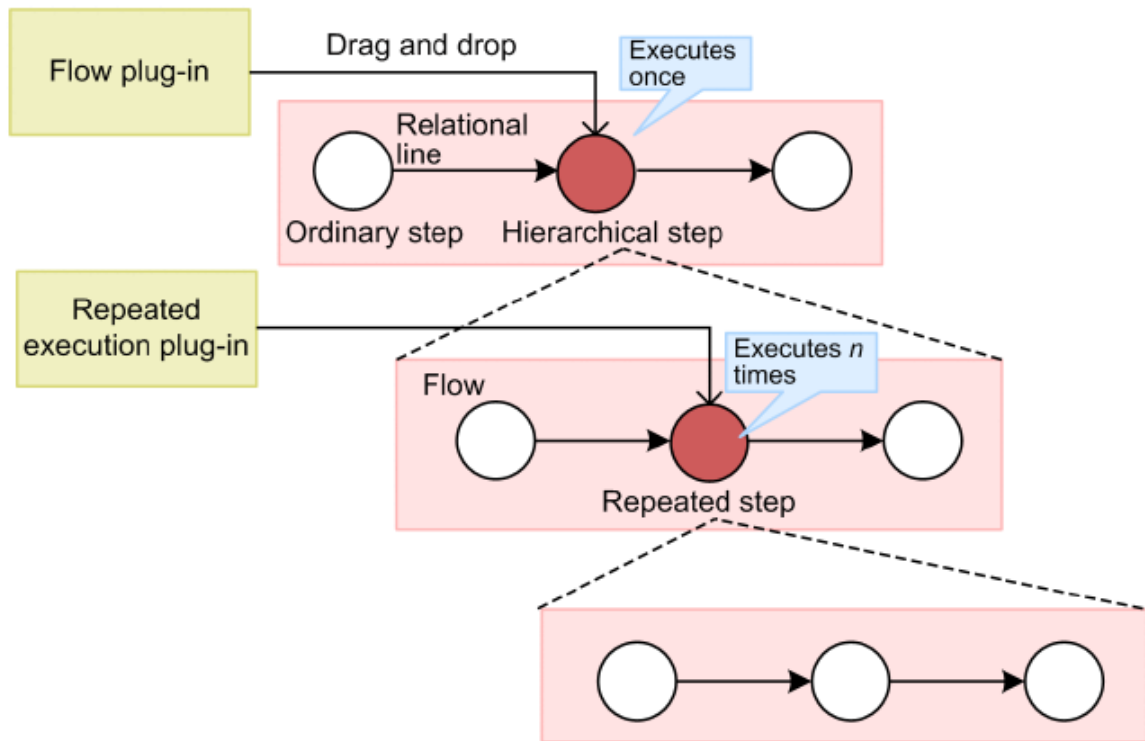 Flow plug-in
Drag and drop
Executes
once
Relational
line
Ordinary step
Hierarchical step
Repeated
execution plug-in
Executes n
times
Flow
Repeated step